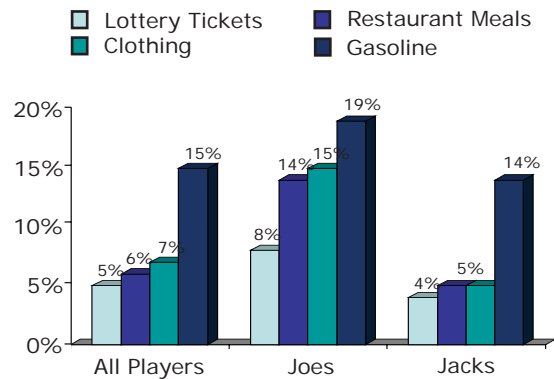 Lottery Tickets Restaurant Meals
Clothing Gasoline
20%
15%
10%
5%
0%
5% 6% 7% 15%
8% 14% 15% 19%
4% 5% 14%
All Players Joes Jacks